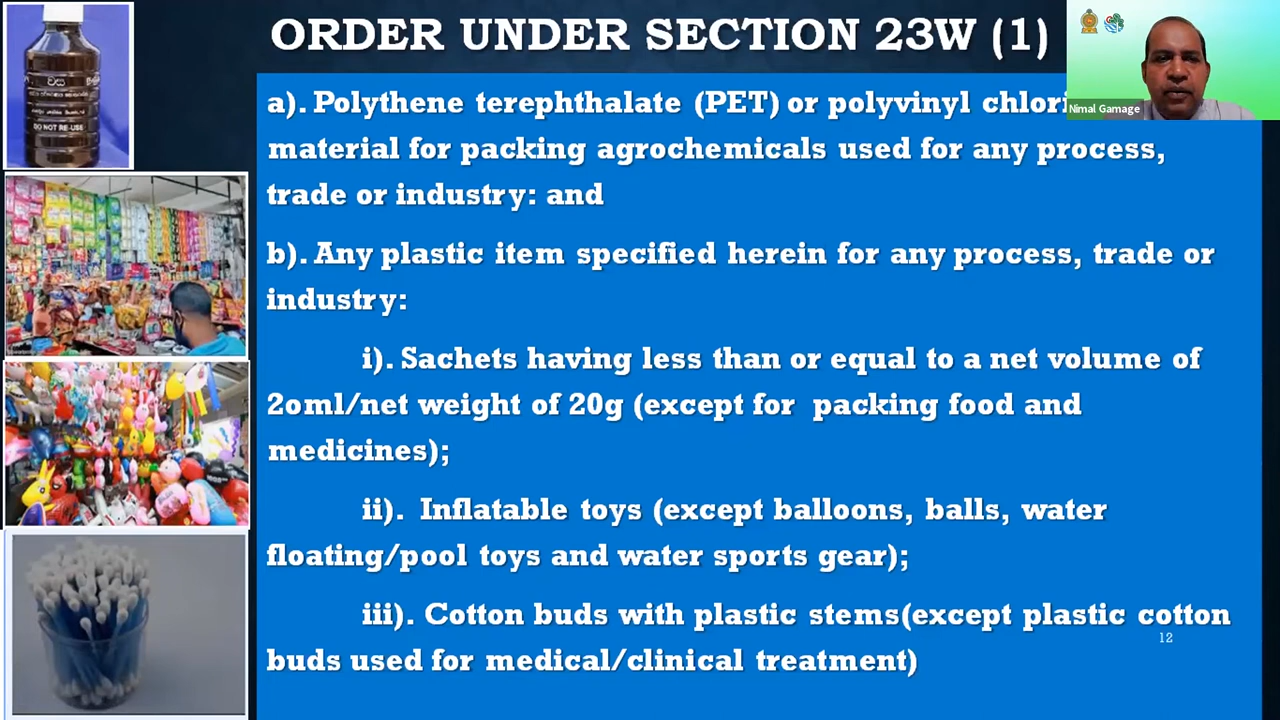 ORDER UNDER SECTION 23W (1)
Nimal Gamage
a). Polythene terephthalate (PET) or polyvinyl chlori
material for packing agrochemicals used for any process,
trade or industry: and
b). Any plastic item specified herein for any process, trade or
industry:
i). Sachets having less than or equal to a net volume of
2oml/net weight of 20g (except for packing food and
medicines);
ii). Inflatable toys (except balloons, balls, water
floating/pool toys and water sports gear);
iii). Cotton buds with plastic stems(except plastic cotton
buds used for medical/clinical treatment)
12
වස
DO NOT RE-USE